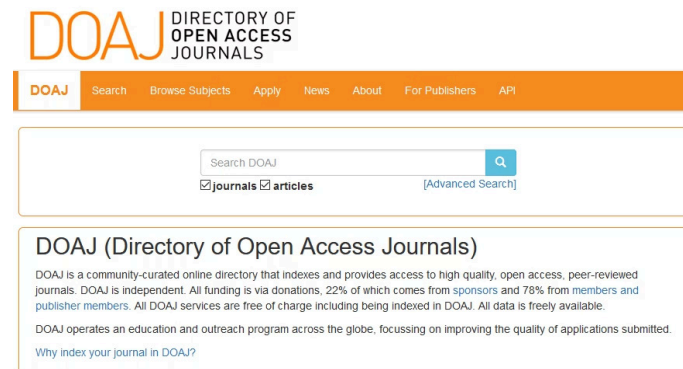 DOAJ DIRECTORY OF
OPEN ACCESS
JOURNALS
DOAJ Search Browse Subjects Apply News About For Publishers API
Search DOAJ
journals articles [Advanced Search]
DOAJ (Directory of Open Access Journals)
DOAJ is a community-curated online directory that indexes and provides access to high quality, open access, peer-reviewed
journals. DOAJ is independent. All funding is via donations, 22% of which comes from sponsors and 78% from members and
publisher members. All DOAJ services are free of charge including being indexed in DOAJ. All data is freely available.
DOAJ operates an education and outreach program across the globe, focussing on improving the quality of applications submitted.
Why index your journal in DOAJ?